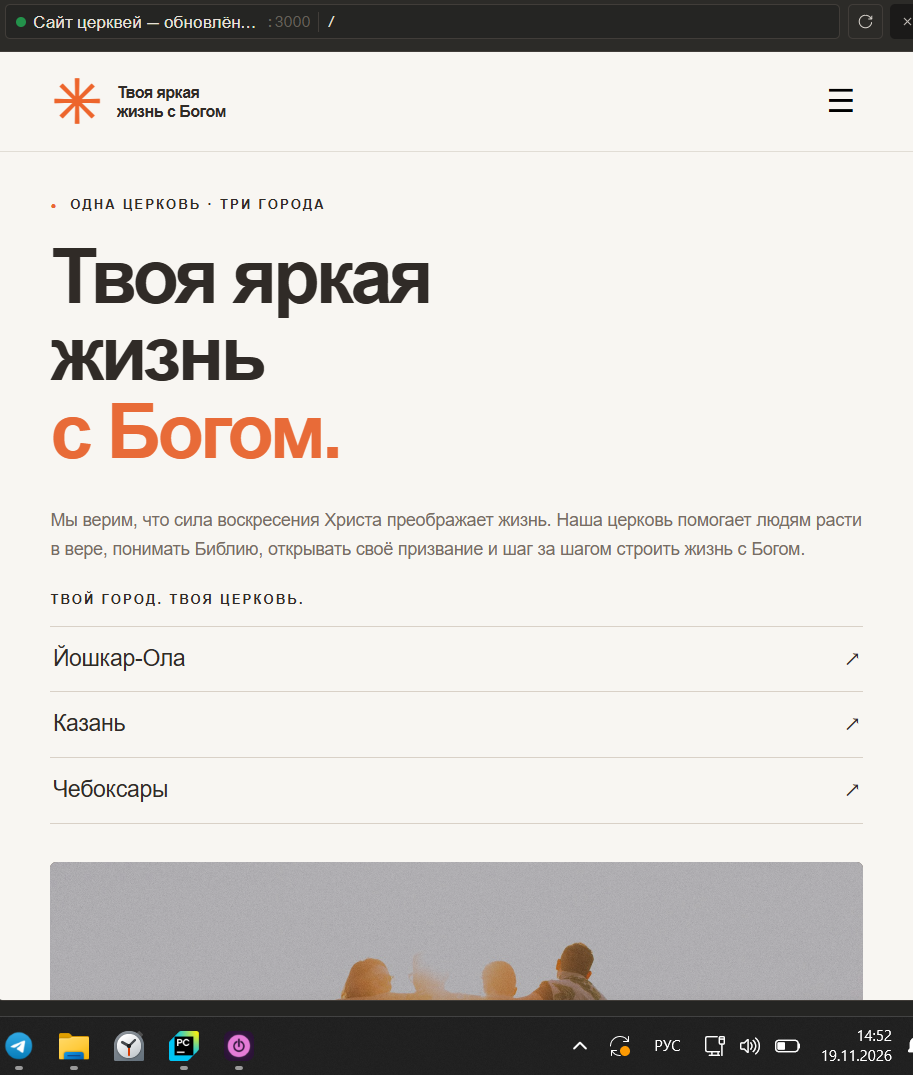 Сайт церквей — обновлён… :3000 /
Твоя яркая
жизнь с Богом
ОДНА ЦЕРКОВЬ · ТРИ ГОРОДА
Твоя яркая
жизнь
с Богом.
Мы верим, что сила воскресения Христа преображает жизнь. Наша церковь помогает людям расти
в вере, понимать Библию, открывать своё призвание и шаг за шагом строить жизнь с Богом.
ТВОЙ ГОРОД. ТВОЯ ЦЕРКОВЬ.
Йошкар-Ола
Казань
Чебоксары
PC
РУС
14:52
19.11.2026